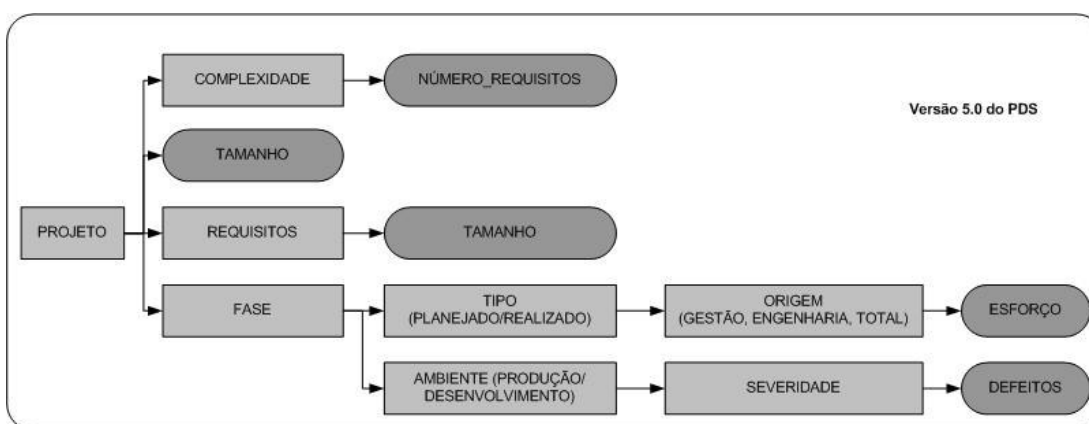 COMPLEXIDADE
NÚMERO_REQUISITOS
Versão 5.0 do PDS
TAMANHO
PROJETO
REQUISITOS
TAMANHO
FASE
TIPO
(PLANEJADO/REALIZADO)
ORIGEM
(GESTÃO, ENGENHARIA, TOTAL)
ESFORÇO
AMBIENTE (PRODUÇÃO/
DESENVOLVIMENTO)
SEVERIDADE
DEFEITOS